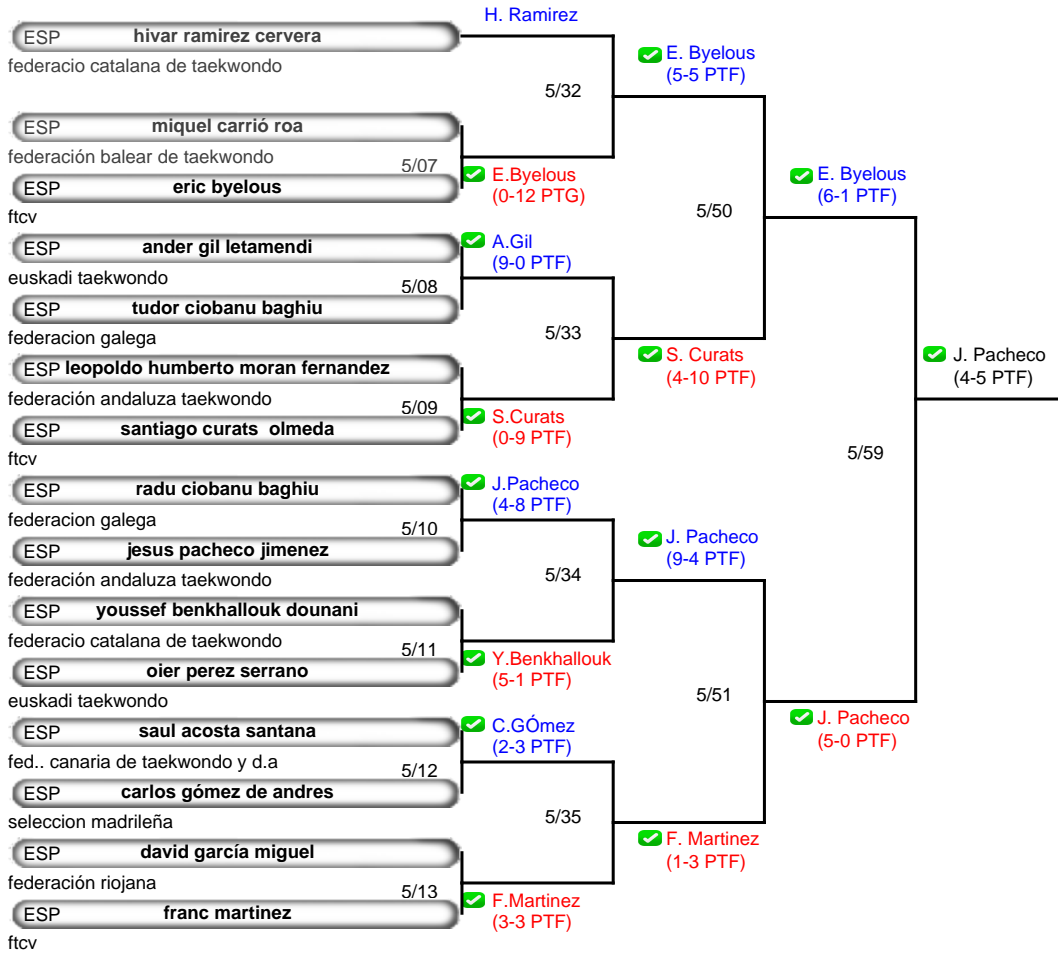 H. Ramirez
ESP hivar ramirez cervera
federacio catalana de taekwondo
E. Byelous
(5-5 PTF)
5/32
ESP miquel carrió roa
federación balear de taekwondo
5/07
ESP eric byelous
ftcv
E.Byelous
(0-12 PTG)
E. Byelous
(6-1 PTF)
5/50
ESP ander gil letamendi
euskadi taekwondo
A.Gil
(9-0 PTF)
5/08
ESP tudor ciobanu baghiu
federacion galega
5/33
ESP leopoldo humberto moran fernandez
federación andaluza taekwondo
S. Curats
(4-10 PTF)
J. Pacheco
(4-5 PTF)
5/09
ESP santiago curats olmeda
ftcv
S.Curats
(0-9 PTF)
5/59
ESP radu ciobanu baghiu
federacion galega
J.Pacheco
(4-8 PTF)
5/10
ESP jesus pacheco jimenez
federación andaluza taekwondo
J. Pacheco
(9-4 PTF)
5/34
ESP youssef benkhallouk dounani
federacio catalana de taekwondo
5/11
ESP oier perez serrano
euskadi taekwondo
Y.Benkhallouk
(5-1 PTF)
5/51
ESP saul acosta santana
fed.. canaria de taekwondo y d.a
C.GÓmez
(2-3 PTF)
J. Pacheco
(5-0 PTF)
5/12
ESP carlos gómez de andres
seleccion madrileña
5/35
ESP david garcía miguel
federación riojana
F. Martinez
(1-3 PTF)
5/13
ESP franc martinez
ftcv
F.Martinez
(3-3 PTF)